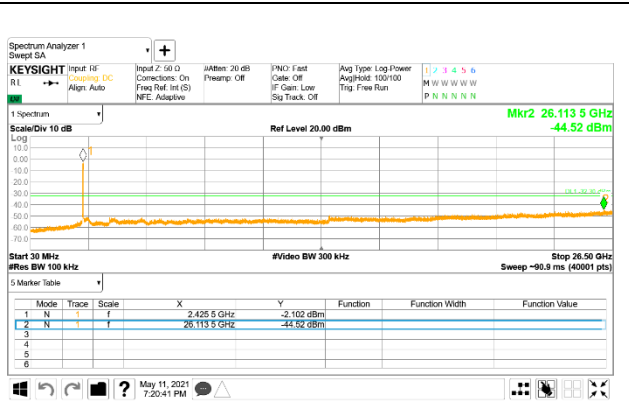 Spectrum Analyzer 1
Swept SA
KEYSIGHT Input: RF Input Z: 50 Ω #Atten: 20 dB PNO: Fast Avg Type: Log-Power 1 2 3 4 5 6
R L Coupling: DC Corrections: On Preamp: Off Gate: Off Avg|Hold: 100/100 M W W W W W
Align: Auto Freq Ref: Int (S) IF Gain: Low Trig: Free Run
NFE: Adaptive Sig Track: Off P N N N N N
1 Spectrum Mkr2 26.113 5 GHz
Scale/Div 10 dB Ref Level 20.00 dBm -44.52 dBm
Log
10.0
0.00
-10.0
-20.0
-30.0
-40.0
-50.0
-60.0
-70.0
1
Start 30 MHz #Video BW 300 kHz Stop 26.50 GHz
#Res BW 100 kHz Sweep ~90.9 ms (40001 pts)
5 Marker Table
Mode Trace Scale X Y Function Function Width Function Value
1 N 1 f 2.425 5 GHz -2.102 dBm
2 N 1 f 26.113 5 GHz -44.52 dBm
3
4
5
6
? May 11, 2021
7:20:41 PM